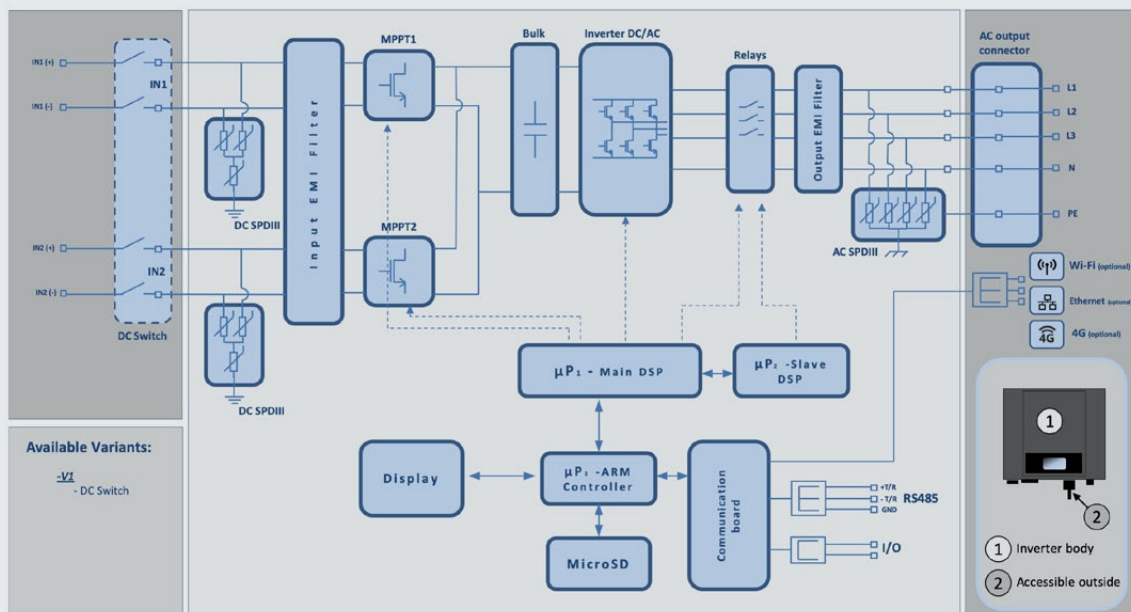 IN1 (+)
IN1 (-)
IN1
IN2 (+)
IN2 (-)
IN2
DC Switch
DC SPDIII
DC SPDIII
Input EMI Filter
MPPT1
MPPT2
Bulk
Inverter DC/AC
Relays
Output EMI Filter
AC SPDIII
AC output
connector
L1
L2
L3
N
PE
Wi-Fi (optional)
Ethernet (optional)
4G
4G (optional)
µP₁ - Main DSP
µP₂ -Slave
DSP
Display
µP₃ -ARM
Controller
MicroSD
Communication
board
+T/R
- T/R
GND
RS485
I/O
Available Variants:
-V1
- DC Switch
1
2
1 Inverter body
2 Accessible outside